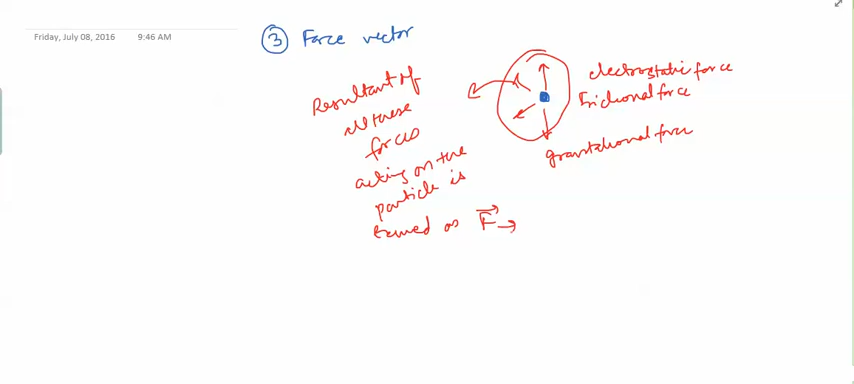 Friday, July 08, 2016 9:46 AM
③ Force vector
Resultant of
all these
forces
acting on the
particle is
termed as F⃗ →
electrostatic force
frictional force
gravitational force